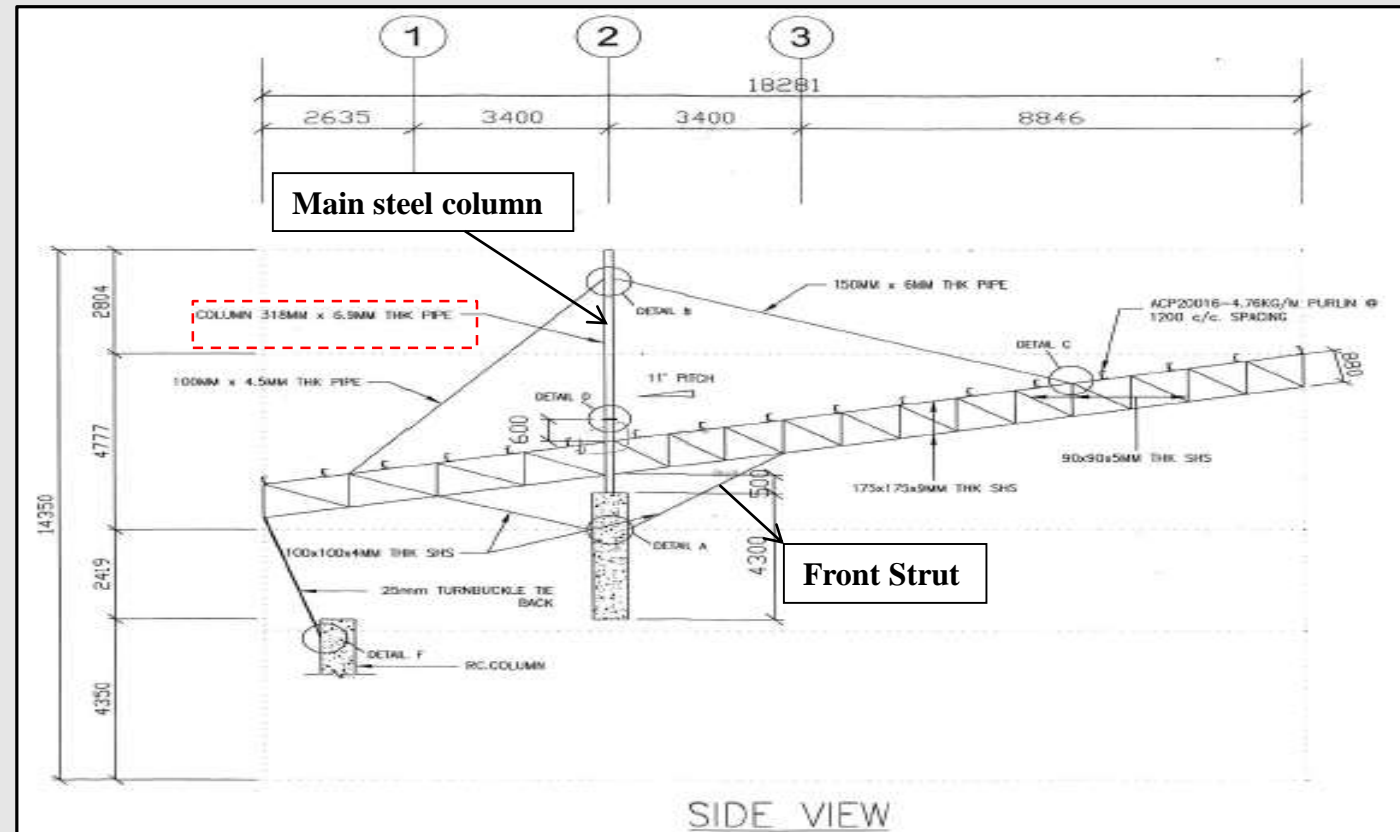 1
2
3
18281
2635
3400
3400
8846
Main steel column
2804
4777
14350
2419
4350
COLUMN 318MM x 6.9MM THK PIPE
150MM x 6MM THK PIPE
ACP20016-4.76KG/M PURLIN @
1200 c/c. SPACING
DETAIL B
DETAIL C
100MM x 4.5MM THK PIPE
11° PITCH
880
DETAIL D
600
90x90x5MM THK SHS
175x175x9MM THK SHS
500
100x100x4MM THK SHS
DETAIL A
4300
Front Strut
25mm TURNBUCKLE TIE
BACK
DETAIL F
RC.COLUMN
SIDE VIEW